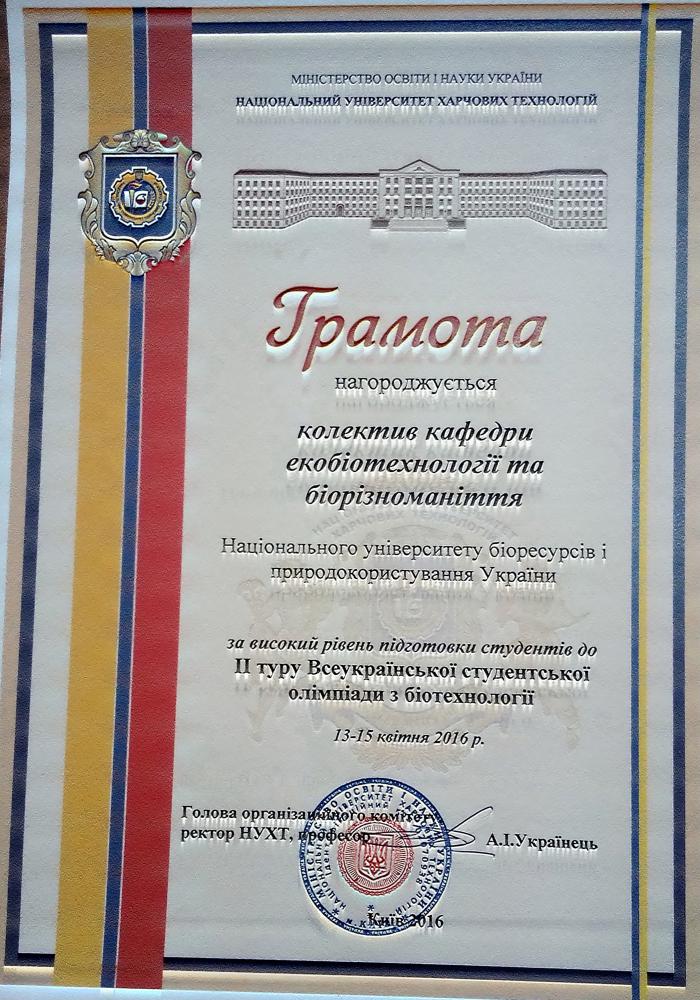 МІНІСТЕРСТВО ОСВІТИ І НАУКИ УКРАЇНИ
НАЦІОНАЛЬНИЙ УНІВЕРСИТЕТ ХАРЧОВИХ ТЕХНОЛОГІЙ
Грамота
нагороджується
колектив кафедри
екобіотехнології та
біорізноманіття
Національного університету біоресурсів і
природокористування України
за високий рівень підготовки студентів до
ІІ туру Всеукраїнської студентської
олімпіади з біотехнології
13-15 квітня 2016 р.
Голова організаційного комітету
ректор НУХТ, професор
А.І.Українець
Київ 2016